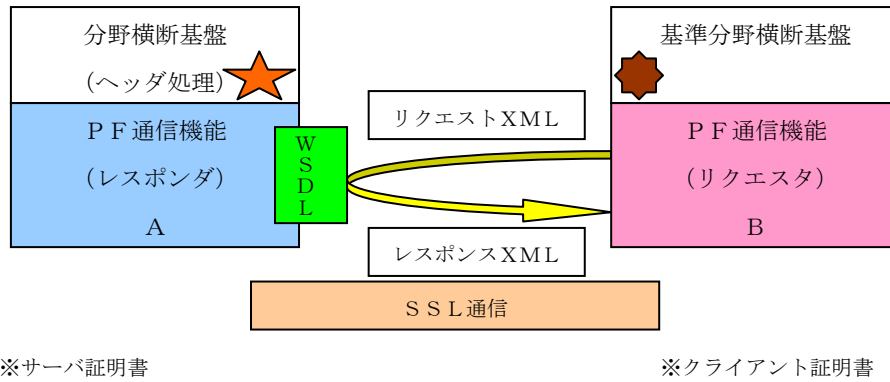 分野横断基盤
(ヘッダ処理)
ＰＦ通信機能
(レスポンダ)
Ａ
ＷＳＤＬ
リクエストＸＭＬ
レスポンスＸＭＬ
ＳＳＬ通信
基準分野横断基盤
ＰＦ通信機能
(リクエスタ)
Ｂ
※サーバ証明書
※クライアント証明書